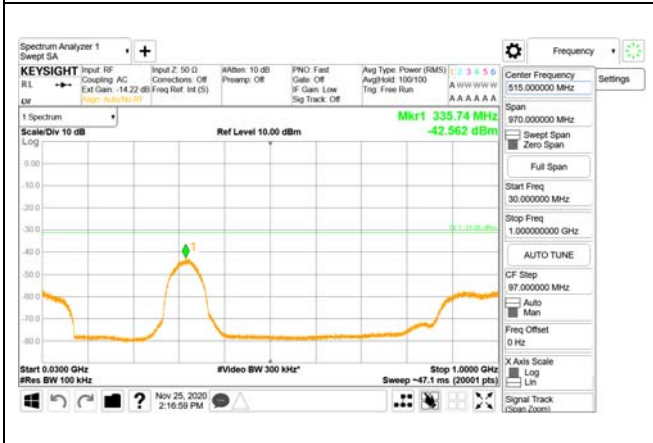 Spectrum Analyzer 1
Swept SA
Frequency
KEYSIGHT
Input: RF
Coupling: AC
Ext Gain: -14.22 dB
Align: Auto/No RF
Input Z: 50 Ω
Corrections: Off
Freq Ref: Int (S)
#Atten: 10 dB
Preamp: Off
PNO: Fast
Gate: Off
IF Gain: Low
Sig Track: Off
Avg Type: Power (RMS)
Avg|Hold: 100/100
Trig: Free Run
1 2 3 4 5 6
A W W W W W
A A A A A A
RL
1 Spectrum
Scale/Div 10 dB
Ref Level 10.00 dBm
Mkr1 335.74 MHz
-42.562 dBm
Log
0.00
-10.0
-20.0
-30.0
-40.0
-50.0
-60.0
-70.0
-80.0
1
Start 0.0300 GHz
#Res BW 100 kHz
#Video BW 300 kHz*
Stop 1.0000 GHz
Sweep ~47.1 ms (20001 pts)
Nov 25, 2020
2:16:59 PM
?
Center Frequency
515.000000 MHz
Settings
Span
970.000000 MHz
Swept Span
Zero Span
Full Span
Start Freq
30.000000 MHz
Stop Freq
1.000000000 GHz
AUTO TUNE
CF Step
97.000000 MHz
Auto
Man
Freq Offset
0 Hz
X Axis Scale
Log
Lin
Signal Track
(Span Zoom)